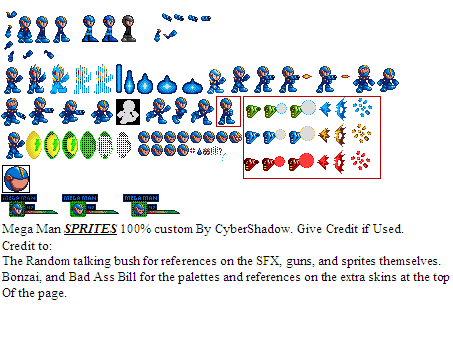 MEGA MAN MEGA MAN MEGA MAN
Mega Man SPRITES 100% custom By CyberShadow. Give Credit if Used.
Credit to:
The Random talking bush for references on the SFX, guns, and sprites themselves.
Bonzai, and Bad Ass Bill for the palettes and references on the extra skins at the top
Of the page.